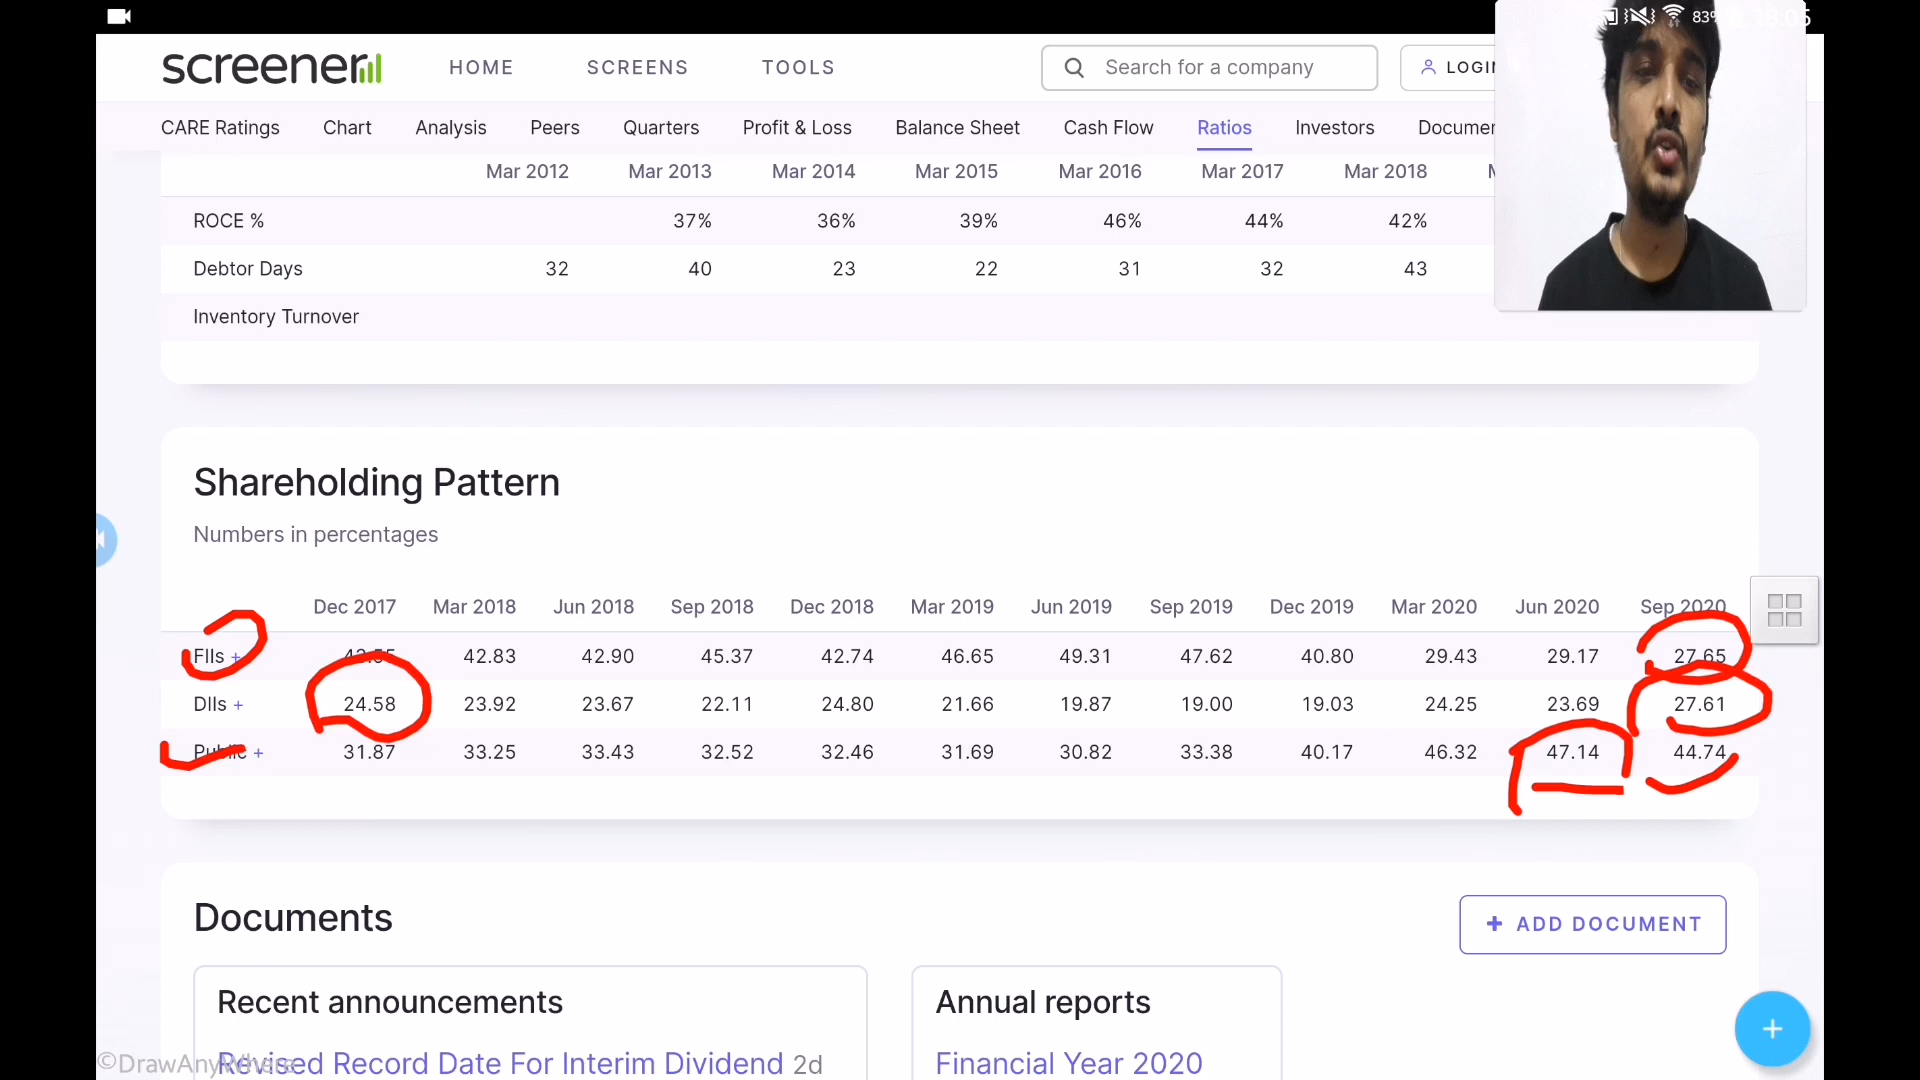 83%
screener
HOME SCREENS TOOLS
Search for a company
LOGIN
CARE Ratings Chart Analysis Peers Quarters Profit & Loss Balance Sheet Cash Flow Ratios Investors Documen
Mar 2012 Mar 2013 Mar 2014 Mar 2015 Mar 2016 Mar 2017 Mar 2018
ROCE % 37% 36% 39% 46% 44% 42%
Debtor Days 32 40 23 22 31 32 43
Inventory Turnover
Shareholding Pattern
Numbers in percentages
Dec 2017 Mar 2018 Jun 2018 Sep 2018 Dec 2018 Mar 2019 Jun 2019 Sep 2019 Dec 2019 Mar 2020 Jun 2020 Sep 2020
FIIs + 42.83 42.90 45.37 42.74 46.65 49.31 47.62 40.80 29.43 29.17 27.65
DIIs + 24.58 23.92 23.67 22.11 24.80 21.66 19.87 19.00 19.03 24.25 23.69 27.61
Public + 31.87 33.25 33.43 32.52 32.46 31.69 30.82 33.38 40.17 46.32 47.14 44.74
Documents
+ ADD DOCUMENT
Recent announcements
Annual reports
Revised Record Date For Interim Dividend 2d
Financial Year 2020
©DrawAnyWhere